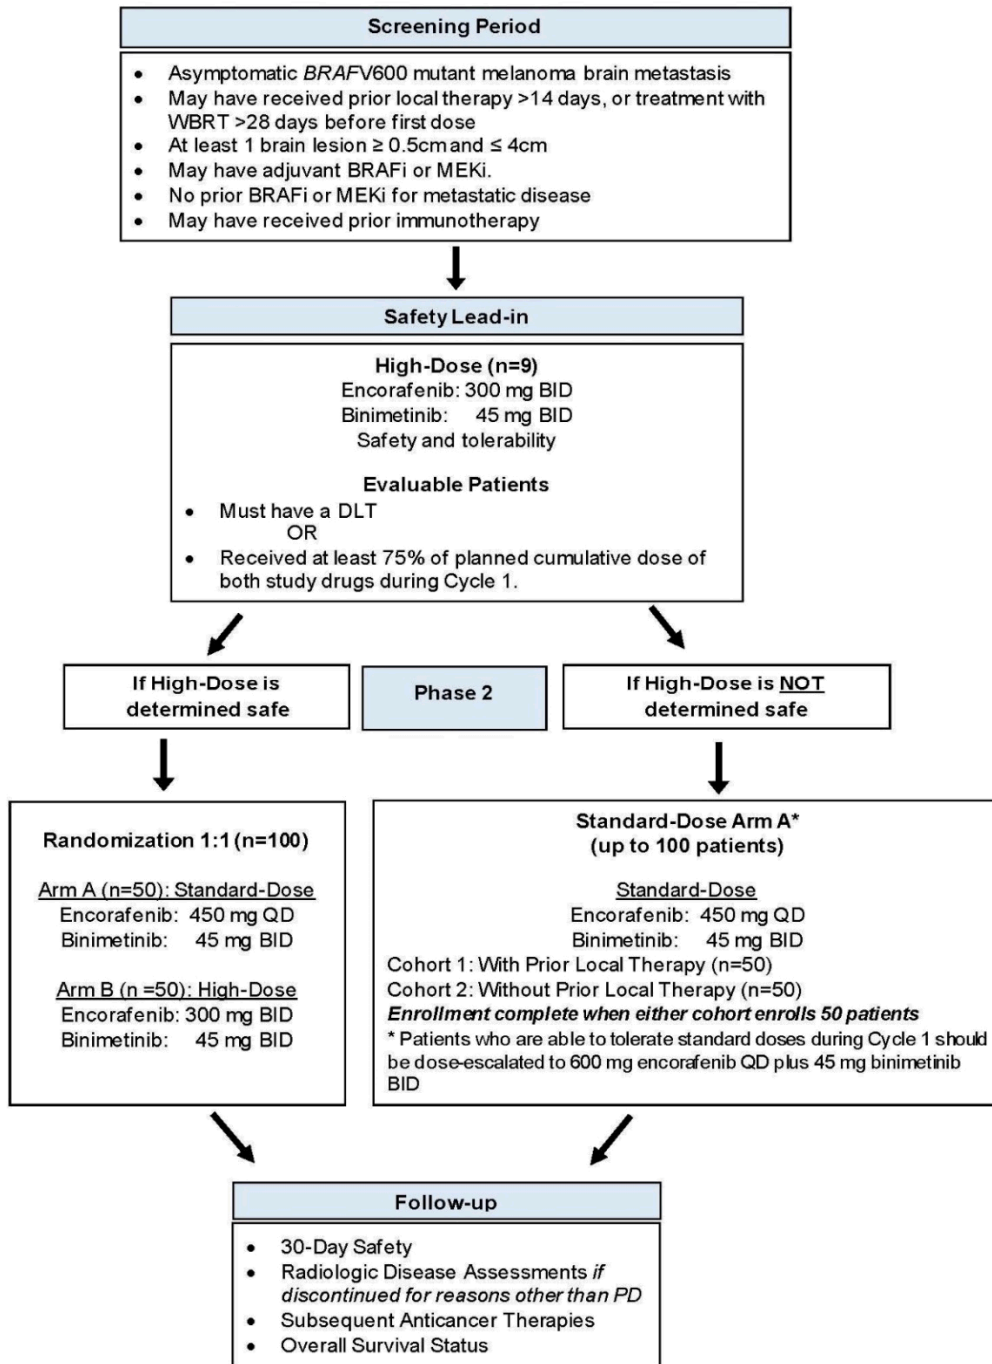 Screening Period
• Asymptomatic BRAFV600 mutant melanoma brain metastasis
• May have received prior local therapy >14 days, or treatment with
WBRT >28 days before first dose
• At least 1 brain lesion ≥ 0.5cm and ≤ 4cm
• May have adjuvant BRAFi or MEKi.
• No prior BRAFi or MEKi for metastatic disease
• May have received prior immunotherapy
Safety Lead-in
High-Dose (n=9)
Encorafenib: 300 mg BID
Binimetinib: 45 mg BID
Safety and tolerability
Evaluable Patients
• Must have a DLT
OR
• Received at least 75% of planned cumulative dose of
both study drugs during Cycle 1.
If High-Dose is
determined safe
Phase 2
If High-Dose is NOT
determined safe
Randomization 1:1 (n=100)
Arm A (n=50): Standard-Dose
Encorafenib: 450 mg QD
Binimetinib: 45 mg BID
Arm B (n =50): High-Dose
Encorafenib: 300 mg BID
Binimetinib: 45 mg BID
Standard-Dose Arm A*
(up to 100 patients)
Standard-Dose
Encorafenib: 450 mg QD
Binimetinib: 45 mg BID
Cohort 1: With Prior Local Therapy (n=50)
Cohort 2: Without Prior Local Therapy (n=50)
Enrollment complete when either cohort enrolls 50 patients
* Patients who are able to tolerate standard doses during Cycle 1 should
be dose-escalated to 600 mg encorafenib QD plus 45 mg binimetinib
BID
Follow-up
• 30-Day Safety
• Radiologic Disease Assessments if
discontinued for reasons other than PD
• Subsequent Anticancer Therapies
• Overall Survival Status